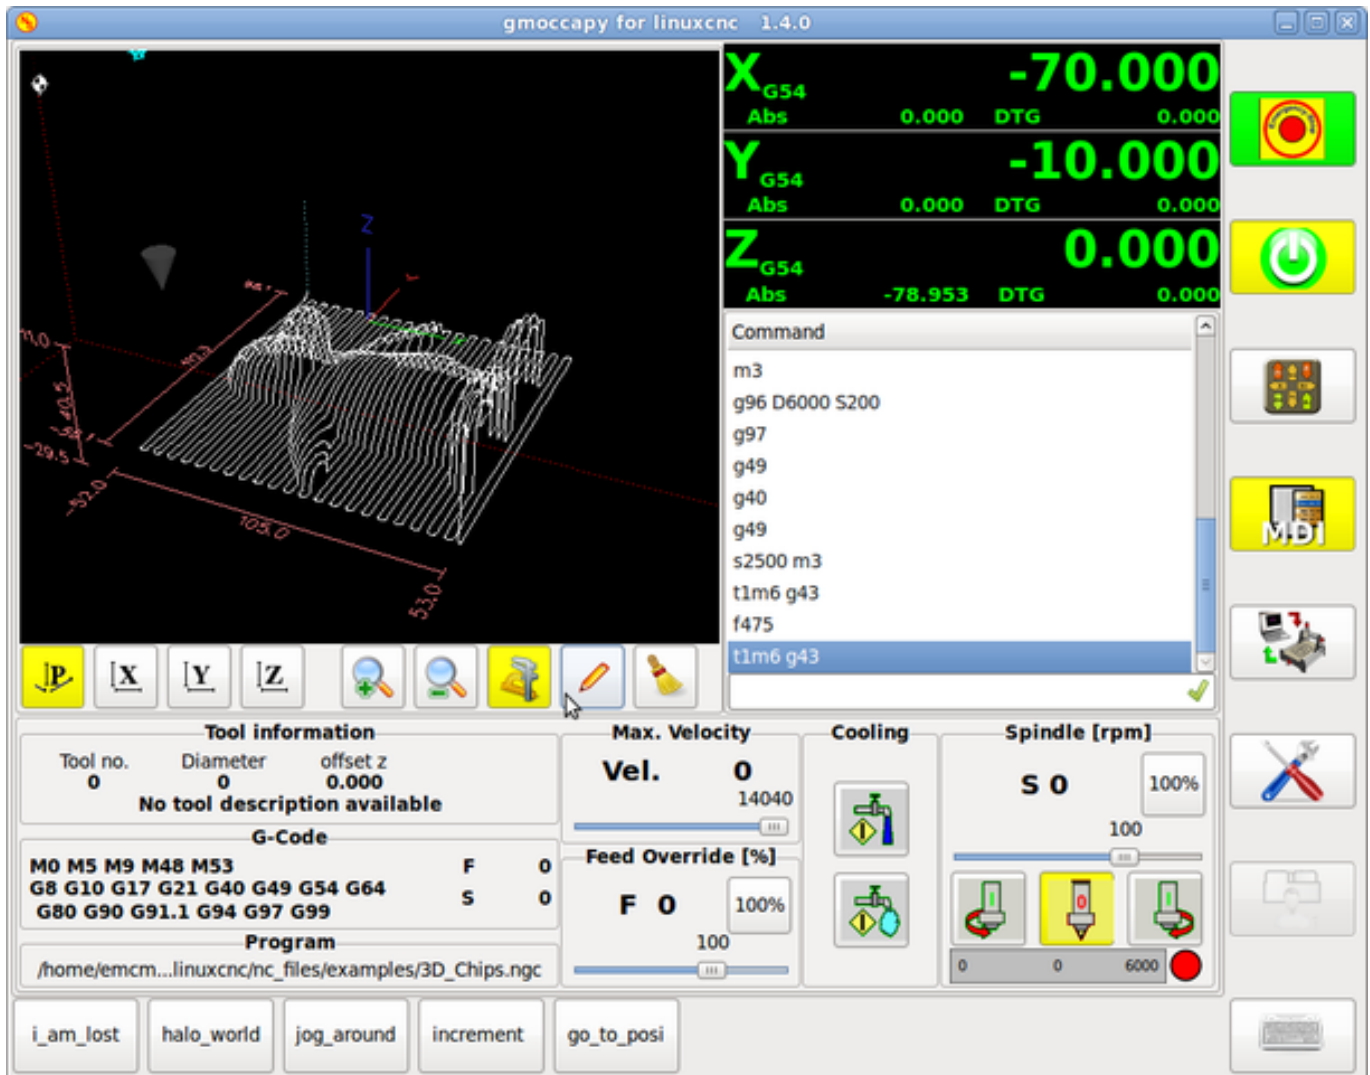 gmoccapy for linuxcnc 1.4.0
X G54 -70.000
Abs 0.000 DTG 0.000
Y G54 -10.000
Abs 0.000 DTG 0.000
Z G54 0.000
Abs -78.953 DTG 0.000
Command
m3
g96 D6000 S200
g97
g49
g40
g49
s2500 m3
t1m6 g43
f475
t1m6 g43
Z
-29.5
-52.0
105.0
53.0
P
X
Y
Z
MDI
Tool information
Tool no. Diameter offset z
0 0 0.000
No tool description available
G-Code
M0 M5 M9 M48 M53
G8 G10 G17 G21 G40 G49 G54 G64
G80 G90 G91.1 G94 G97 G99
F 0
S 0
Program
/home/emcm...linuxcnc/nc_files/examples/3D_Chips.ngc
Max. Velocity
Vel. 0
14040
Feed Override [%]
F 0 100%
100
Cooling
Spindle [rpm]
S 0 100%
100
0 0 6000
i_am_lost halo_world jog_around increment go_to_posi